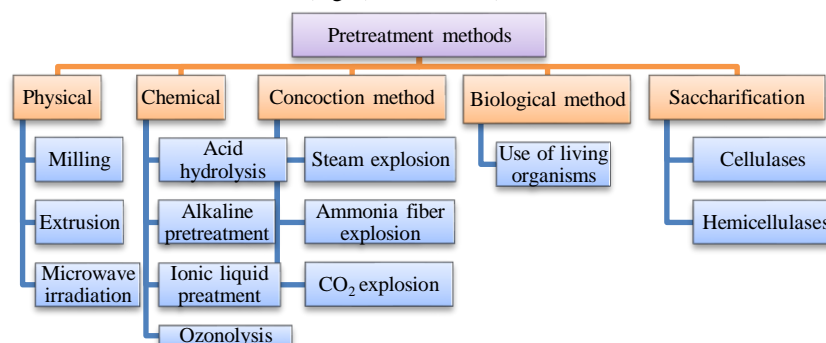 Pretreatment methods
Physical
Chemical
Concoction method
Biological method
Saccharification
Milling
Extrusion
Microwave
irradiation
Acid
hydrolysis
Alkaline
pretreatment
Ionic liquid
preatment
Ozonolysis
Steam explosion
Ammonia fiber
explosion
CO₂ explosion
Use of living
organisms
Cellulases
Hemicellulases